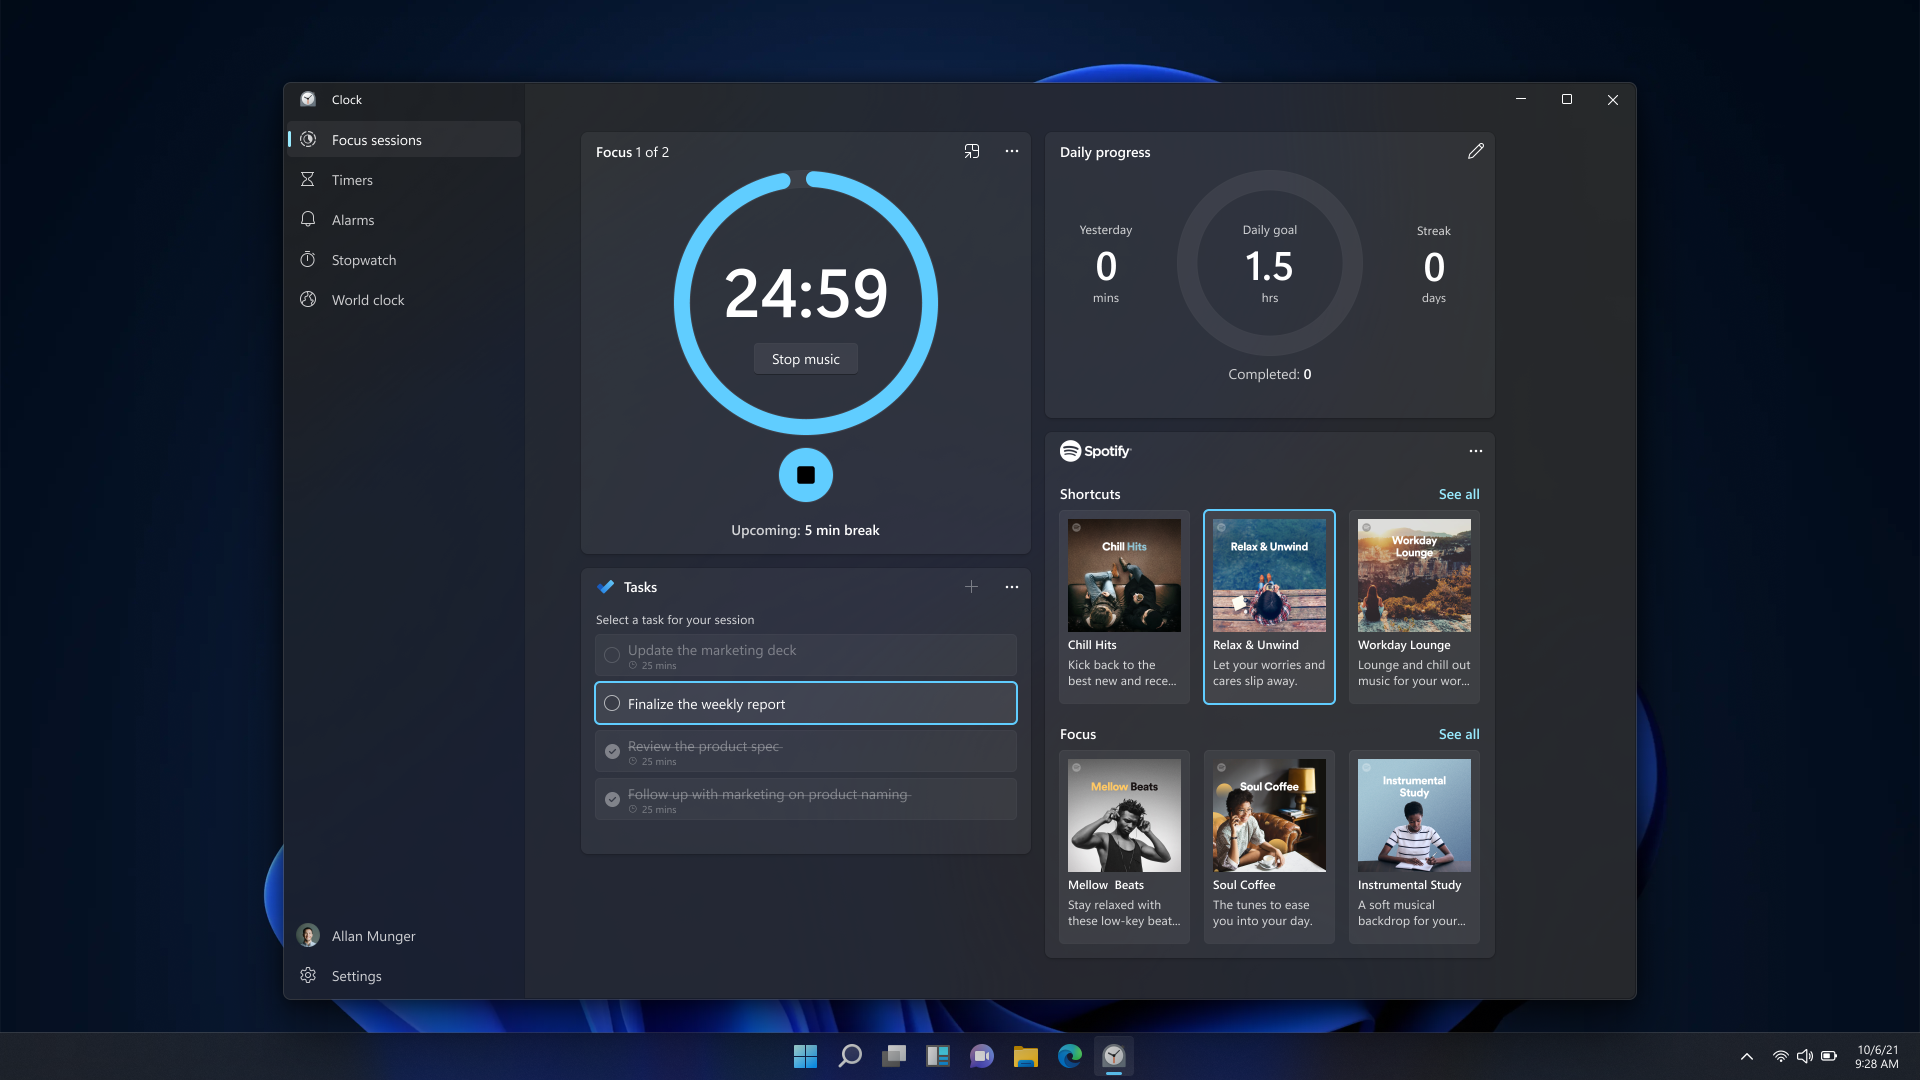 Clock
Focus sessions
Timers
Alarms
Stopwatch
World clock
Allan Munger
Settings
Focus 1 of 2
24:59
Stop music
Upcoming: 5 min break
Tasks
Select a task for your session
Update the marketing deck
25 mins
Finalize the weekly report
Review the product spec
25 mins
Follow up with marketing on product naming
25 mins
Daily progress
Yesterday
0
mins
Daily goal
1.5
hrs
Streak
0
days
Completed: 0
Spotify
Shortcuts
See all
Chill Hits
Chill Hits
Kick back to the
best new and rece...
Relax & Unwind
Relax & Unwind
Let your worries and
cares slip away.
Workday
Lounge
Workday Lounge
Lounge and chill out
music for your wor...
Focus
See all
Mellow Beats
Mellow Beats
Stay relaxed with
these low-key beat...
Soul Coffee
Soul Coffee
The tunes to ease
you into your day.
Instrumental
Study
Instrumental Study
A soft musical
backdrop for your...
10/6/21
9:28 AM